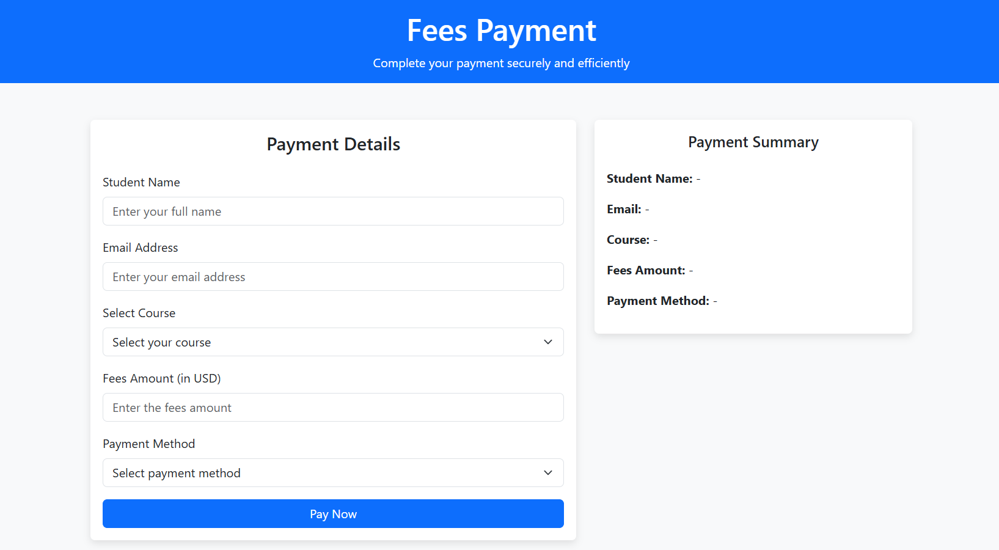 Fees Payment
Complete your payment securely and efficiently
Payment Details
Student Name
Enter your full name
Email Address
Enter your email address
Select Course
Select your course
Fees Amount (in USD)
Enter the fees amount
Payment Method
Select payment method
Pay Now
Payment Summary
Student Name: -
Email: -
Course: -
Fees Amount: -
Payment Method: -